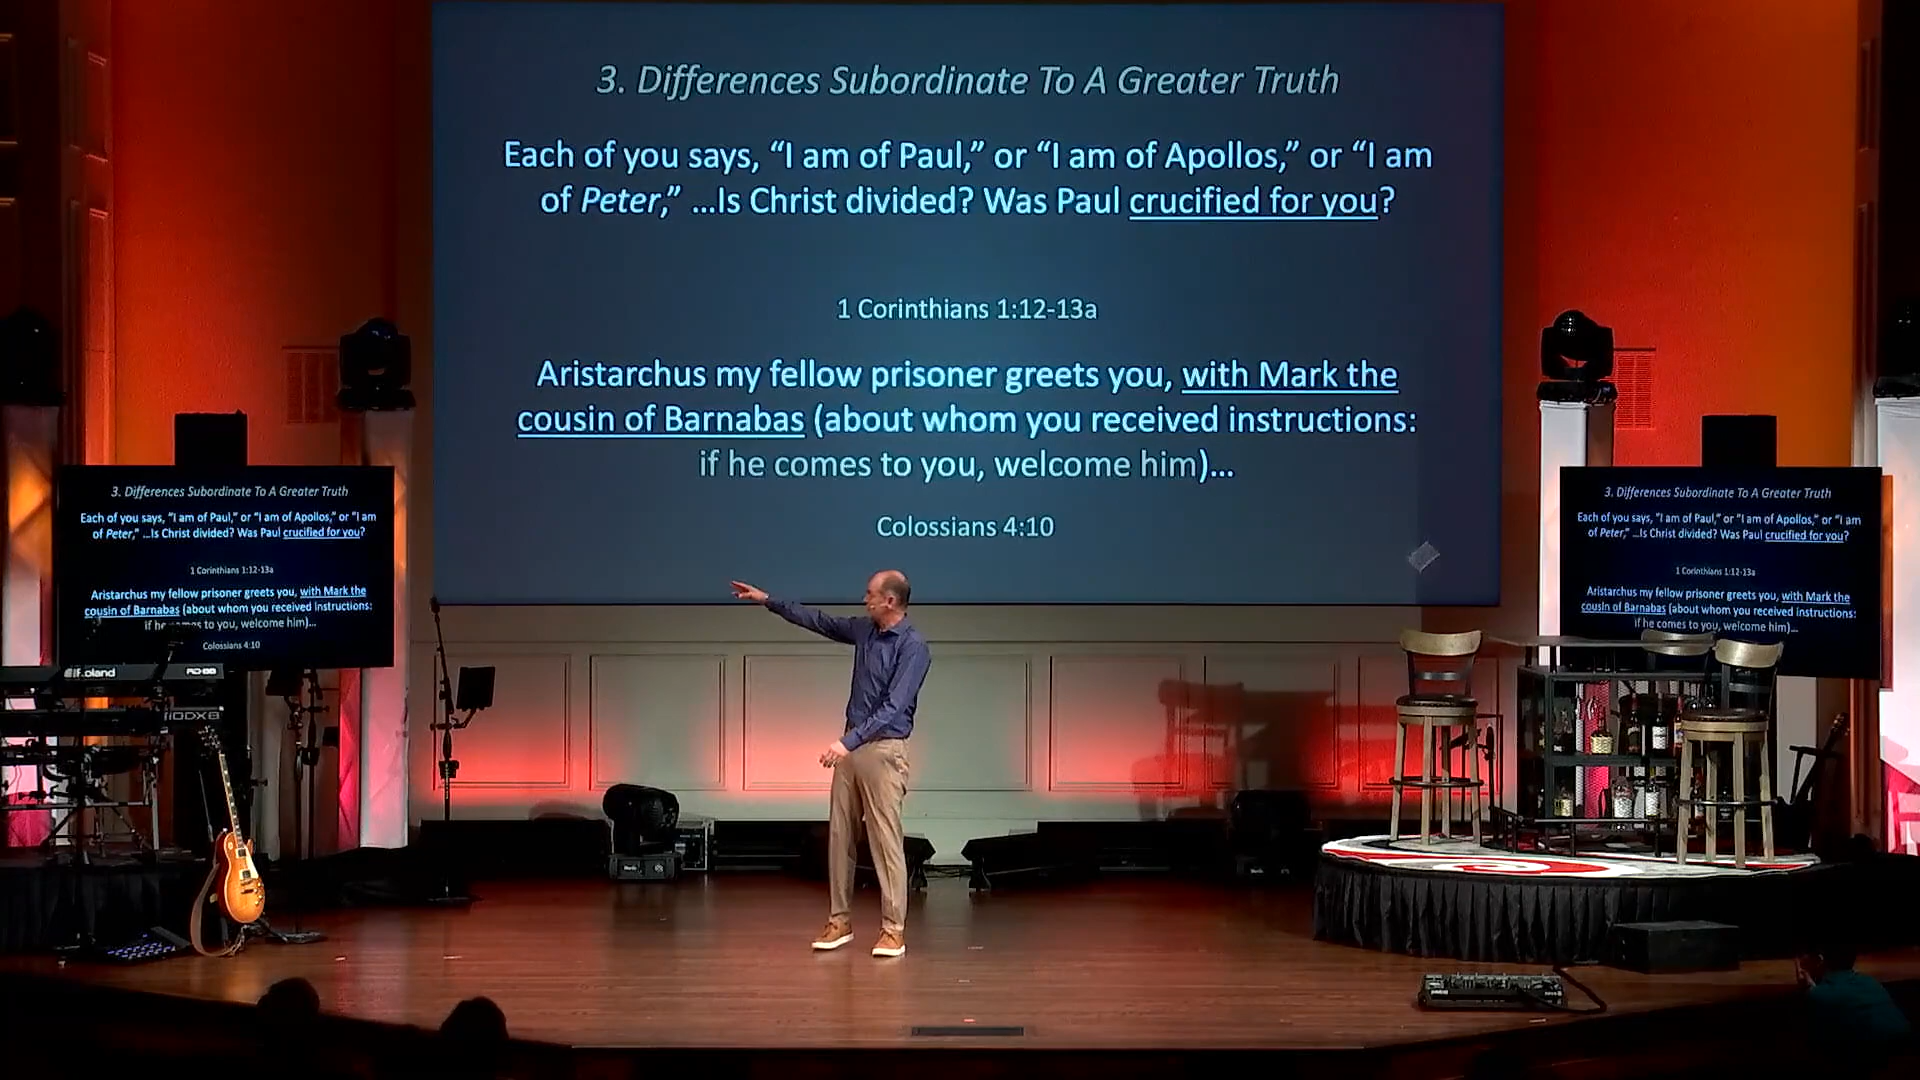 3. Differences Subordinate To A Greater Truth
Each of you says, “I am of Paul,” or “I am of Apollos,” or “I am
of Peter,” ...Is Christ divided? Was Paul crucified for you?
1 Corinthians 1:12-13a
Aristarchus my fellow prisoner greets you, with Mark the
cousin of Barnabas (about whom you received instructions:
if he comes to you, welcome him)...
Colossians 4:10
3. Differences Subordinate To A Greater Truth
Each of you says, “I am of Paul,” or “I am of Apollos,” or “I am
of Peter,” ...Is Christ divided? Was Paul crucified for you?
1 Corinthians 1:12-13a
Aristarchus my fellow prisoner greets you, with Mark the
cousin of Barnabas (about whom you received instructions:
if he comes to you, welcome him)...
Colossians 4:10
Roland
RD-88
3. Differences Subordinate To A Greater Truth
Each of you says, “I am of Paul,” or “I am of Apollos,” or “I am
of Peter,” ...Is Christ divided? Was Paul crucified for you?
1 Corinthians 1:12-13a
Aristarchus my fellow prisoner greets you, with Mark the
cousin of Barnabas (about whom you received instructions:
if he comes to you, welcome him)...